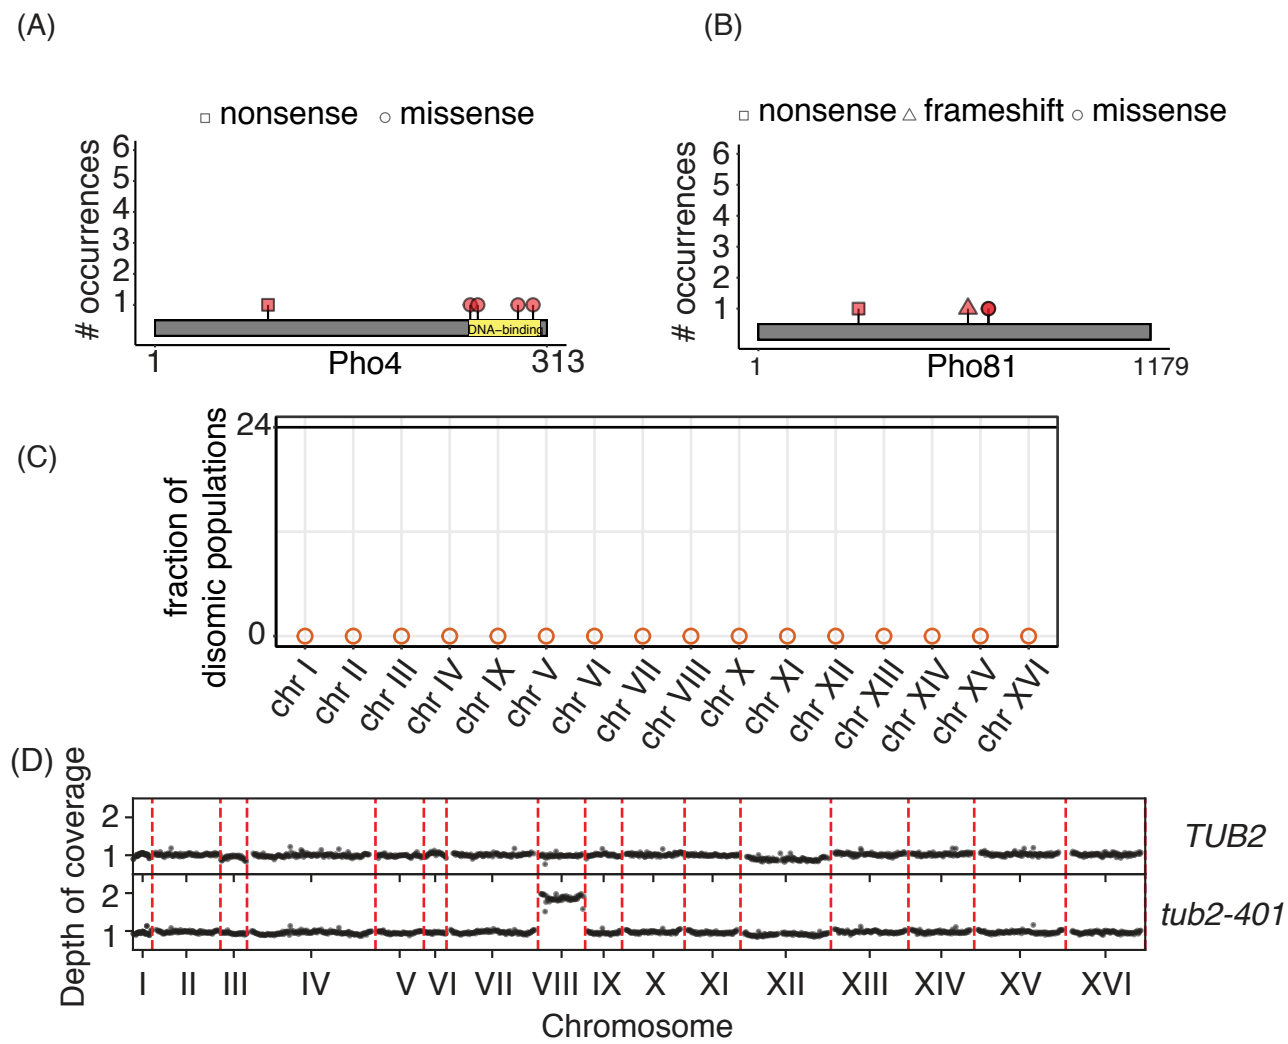 (A)
nonsense missense
# occurrences
6
5
4
3
2
1
DNA-binding
1 Pho4 313
(B)
nonsense frameshift missense
# occurrences
6
5
4
3
2
1
1 Pho81 1179
(C)
fraction of
disomic populations
24
0
chr I chr II chr III chr IV chr IX chr V chr VI chr VII chr VIII chr X chr XI chr XII chr XIII chr XIV chr XV chr XVI
(D)
Depth of coverage
2
1
TUB2
2
1
tub2-401
I II III IV V VI VII VIII IX X XI XII XIII XIV XV XVI
Chromosome